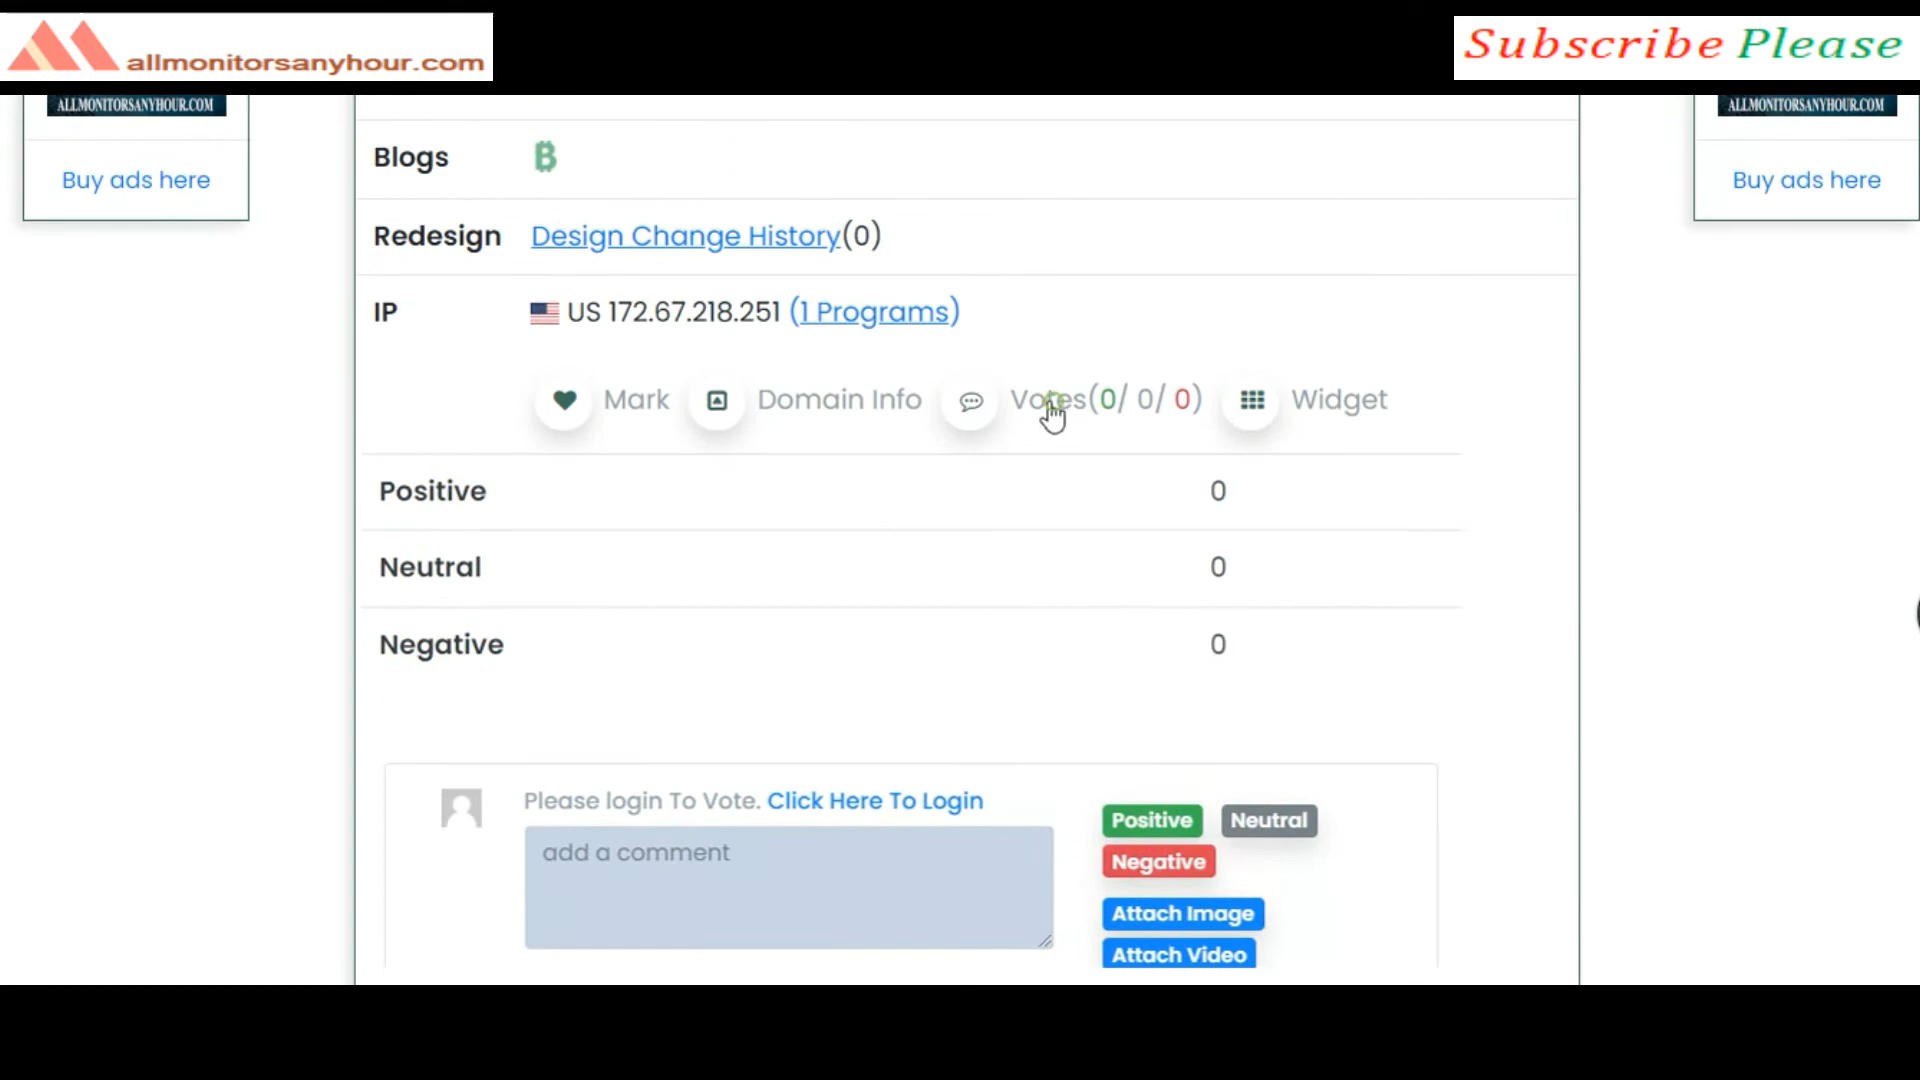 allmonitorsanyhour.com
Subscribe Please
ALLMONITORSANYHOUR.COM
Buy ads here
ALLMONITORSANYHOUR.COM
Buy ads here
Blogs
Redesign Design Change History(0)
IP US 172.67.218.251 (1 Programs)
Mark Domain Info Votes(0/ 0/ 0) Widget
Positive 0
Neutral 0
Negative 0
Please login To Vote. Click Here To Login
add a comment
Positive Neutral
Negative
Attach Image
Attach Video